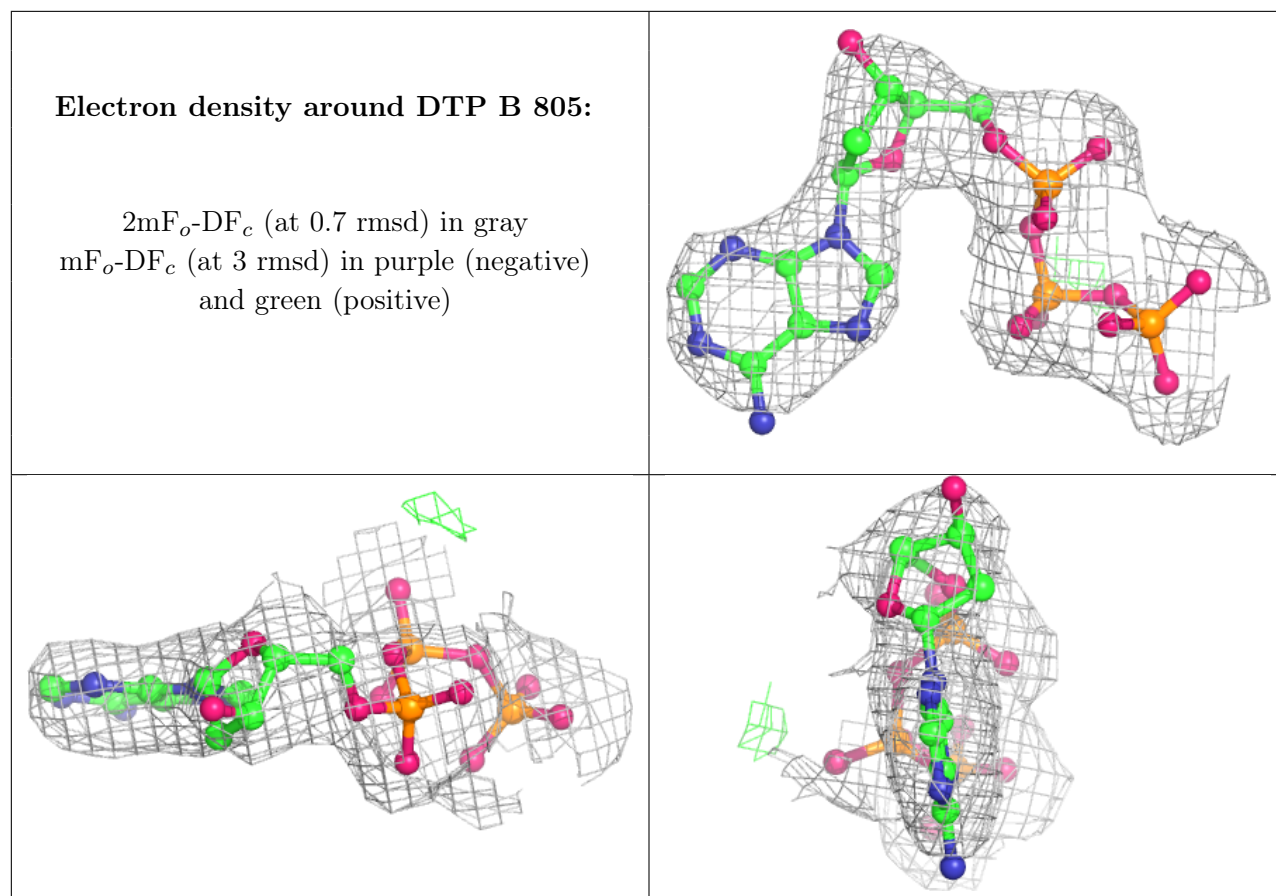 Electron density around DTP B 805:
2mFo-DFc (at 0.7 rmsd) in gray
mFo-DFc (at 3 rmsd) in purple (negative)
and green (positive)